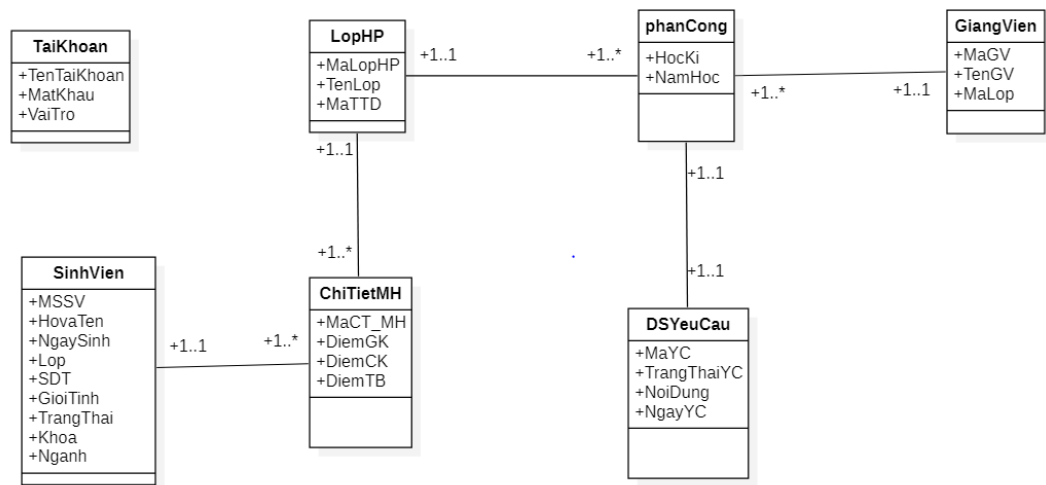 TaiKhoan
+TenTaiKhoan
+MatKhau
+VaiTro
LopHP
+MaLopHP
+TenLop
+MaTTD
+1..1
+1..*
phanCong
+HocKi
+NamHoc
+1..*
+1..1
GiangVien
+MaGV
+TenGV
+MaLop
+1..1
+1..*
+1..1
+1..1
SinhVien
+MSSV
+HovaTen
+NgaySinh
+Lop
+SDT
+GioiTinh
+TrangThai
+Khoa
+Nganh
+1..1
+1..*
ChiTietMH
+MaCT_MH
+DiemGK
+DiemCK
+DiemTB
DSYeuCau
+MaYC
+TrangThaiYC
+NoiDung
+NgayYC